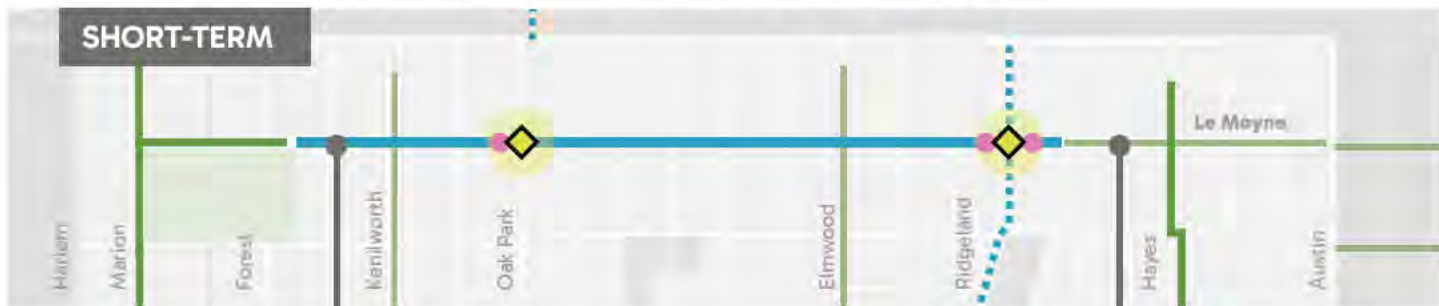 SHORT-TERM
Le Moyne
Harlem
Marion
Forest
Kenilworth
Oak Park
Elmwood
Ridgeland
Hayes
Austin